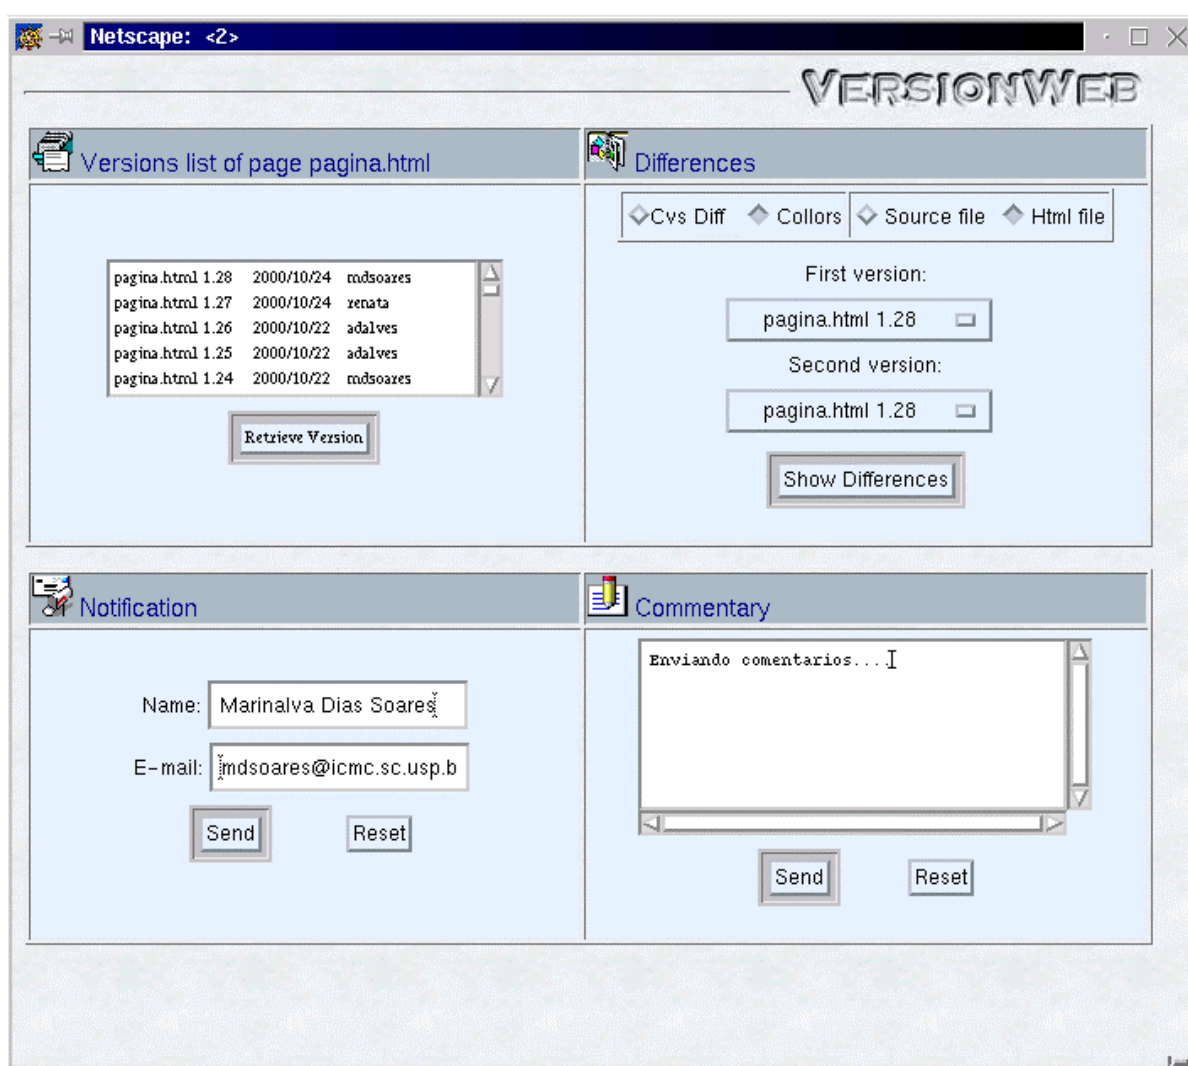 Netscape: <2>
VERSIONWEB
Versions list of page pagina.html
pagina.html 1.28 2000/10/24 mdsoares
pagina.html 1.27 2000/10/24 renata
pagina.html 1.26 2000/10/22 adalves
pagina.html 1.25 2000/10/22 adalves
pagina.html 1.24 2000/10/22 mdsoares
Retrieve Version
Differences
Cvs Diff Collors Source file Html file
First version:
pagina.html 1.28
Second version:
pagina.html 1.28
Show Differences
Notification
Name: Marinalva Dias Soares
E-mail: mdsoares@icmc.sc.usp.b
Send Reset
Commentary
Enviando comentarios....
Send Reset